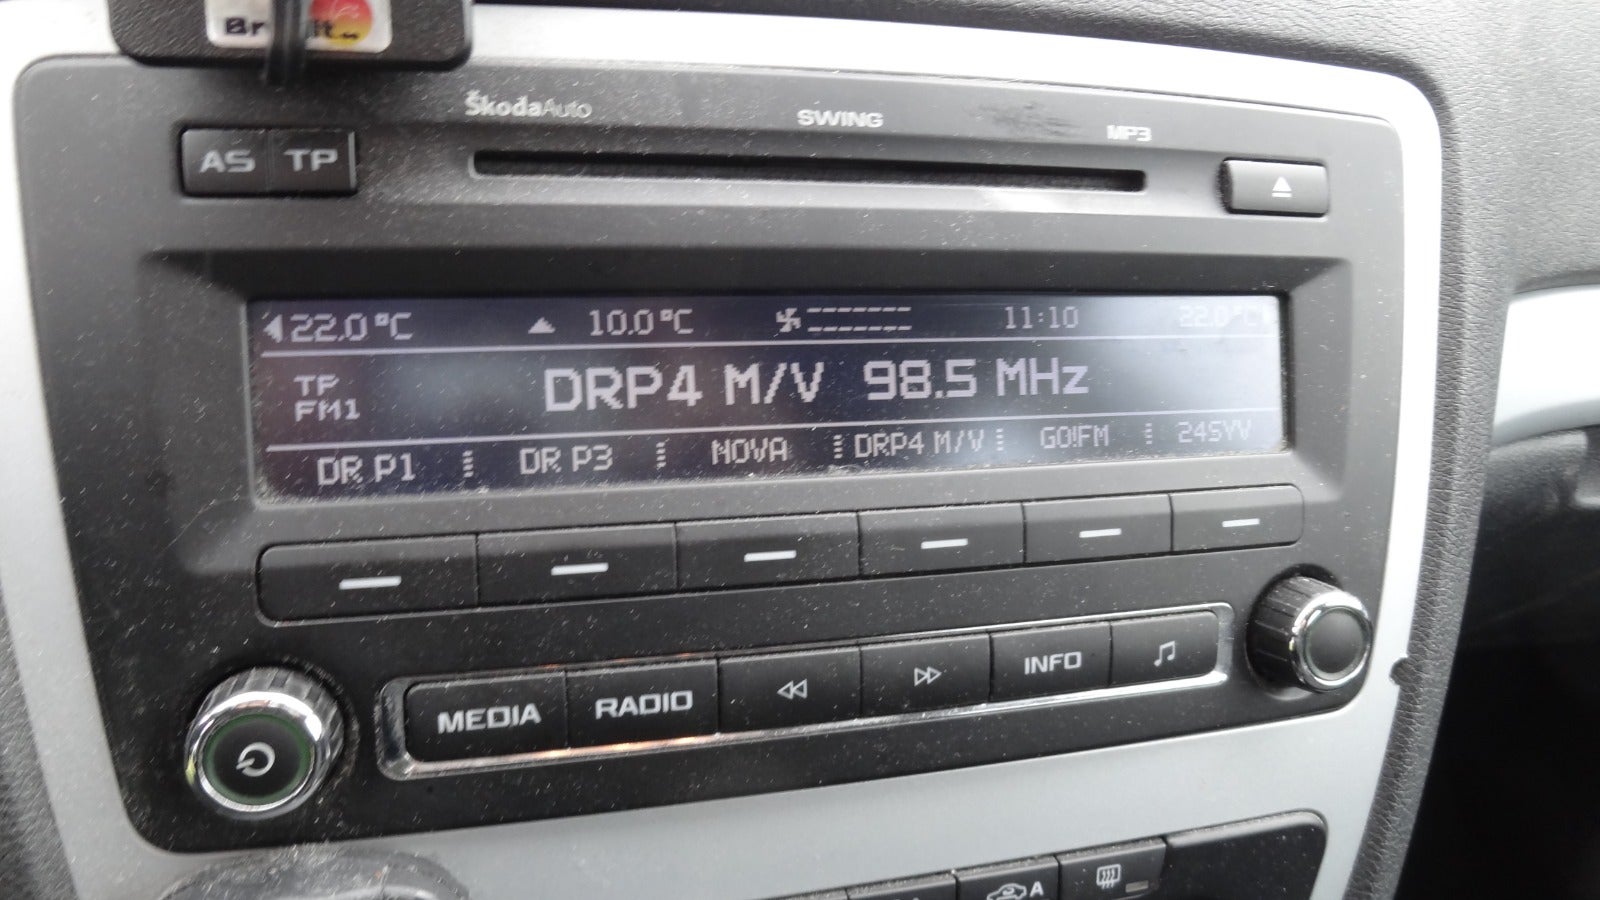 ŠkodaAuto SWING MP3
AS TP
22.0°C 10.0°C 11:10 22.0°C
TP
FM1
DRP4 M/V 98.5 MHz
DR P1 DR P3 NOVA DRP4 M/V GO!FM 24SYV
MEDIA RADIO INFO
A